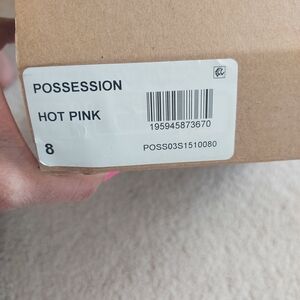 POSSESSION
HOT PINK
195945873670
8
POSS03S1510080